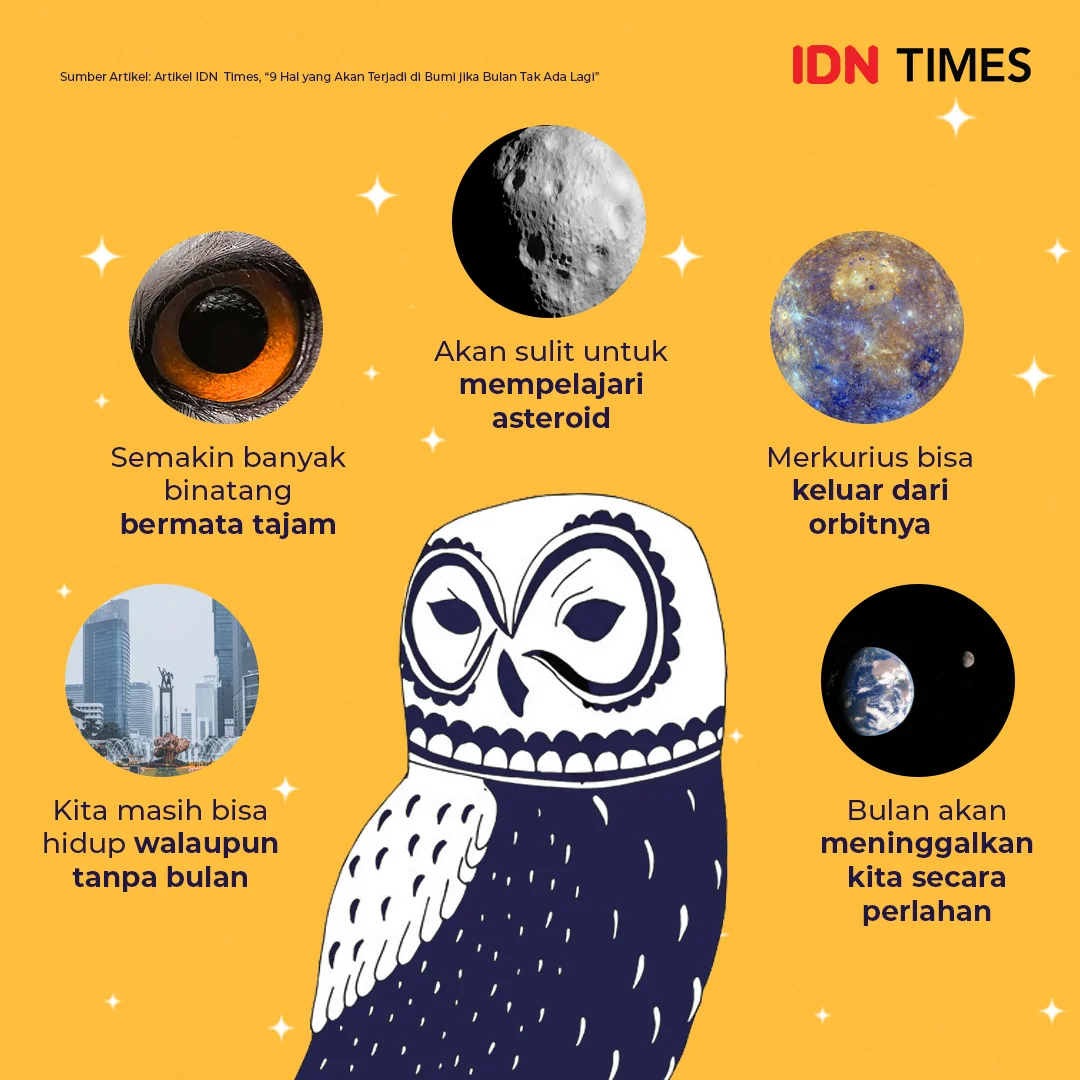 Sumber Artikel: Artikel IDN Times, “9 Hal yang Akan Terjadi di Bumi jika Bulan Tak Ada Lagi”
IDN TIMES
Akan sulit untuk
mempelajari
asteroid
Semakin banyak
binatang
bermata tajam
Merkurius bisa
keluar dari
orbitnya
Kita masih bisa
hidup walaupun
tanpa bulan
Bulan akan
meninggalkan
kita secara
perlahan